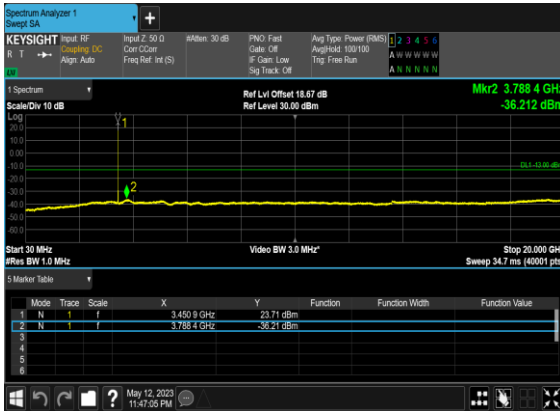 Spectrum Analyzer 1
Swept SA
+
KEYSIGHT
R T
LXI
Input: RF
Coupling: DC
Align: Auto
Input Z: 50 Ω
Corr CCorr
Freq Ref: Int (S)
#Atten: 30 dB
PNO: Fast
Gate: Off
IF Gain: Low
Sig Track: Off
Avg Type: Power (RMS)
Avg|Hold: 100/100
Trig: Free Run
1 2 3 4 5 6
A W W W W W
A N N N N N
1 Spectrum
Scale/Div 10 dB
Ref Lvl Offset 18.67 dB
Ref Level 30.00 dBm
Mkr2 3.788 4 GHz
-36.212 dBm
Log
20.0
10.0
0.00
-10.0
-20.0
-30.0
-40.0
-50.0
-60.0
1
2
DL1 -13.00 dBm
Start 30 MHz
#Res BW 1.0 MHz
Video BW 3.0 MHz*
Stop 20.000 GHz
Sweep 34.7 ms (40001 pts)
5 Marker Table
Mode Trace Scale X Y Function Function Width Function Value
1 N 1 f 3.450 9 GHz 23.71 dBm
2 N 1 f 3.788 4 GHz -36.21 dBm
3
4
5
6
?
May 12, 2023
11:47:05 PM